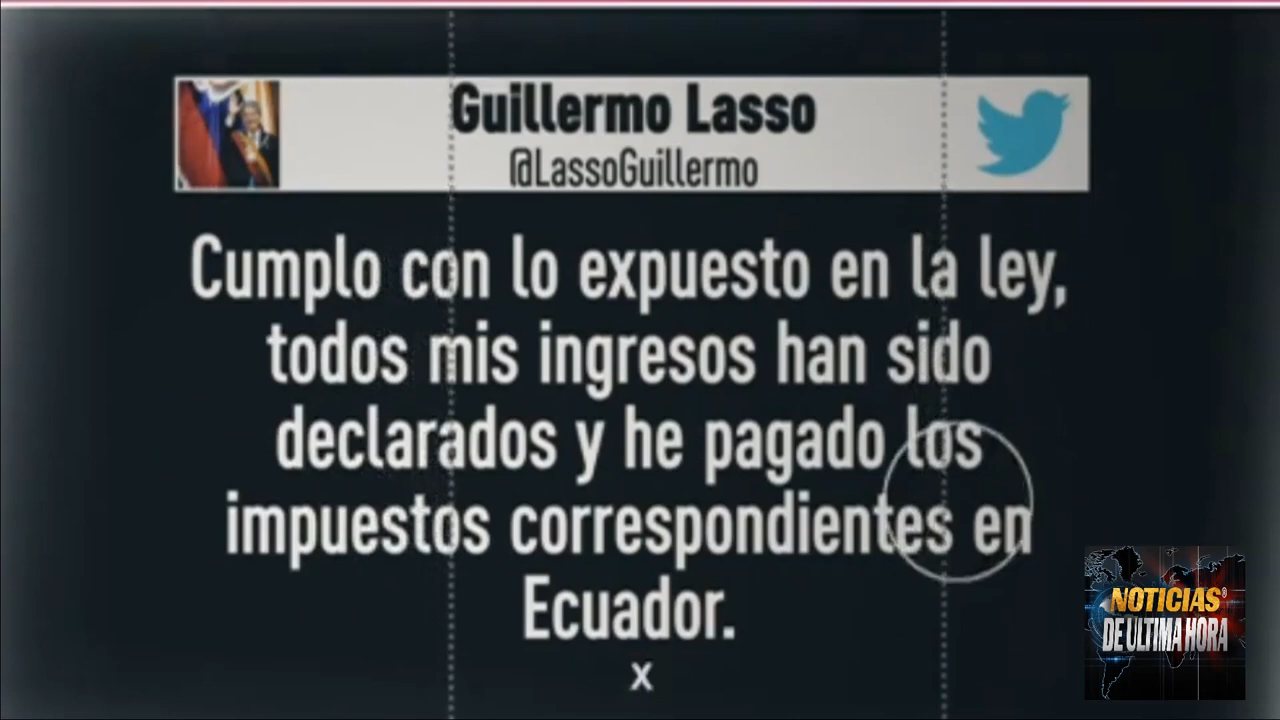 Guillermo Lasso
@LassoGuillermo
Cumplo con lo expuesto en la ley,
todos mis ingresos han sido
declarados y he pagado los
impuestos correspondientes en
Ecuador.
x
NOTICIAS®
DE ULTIMA HORA